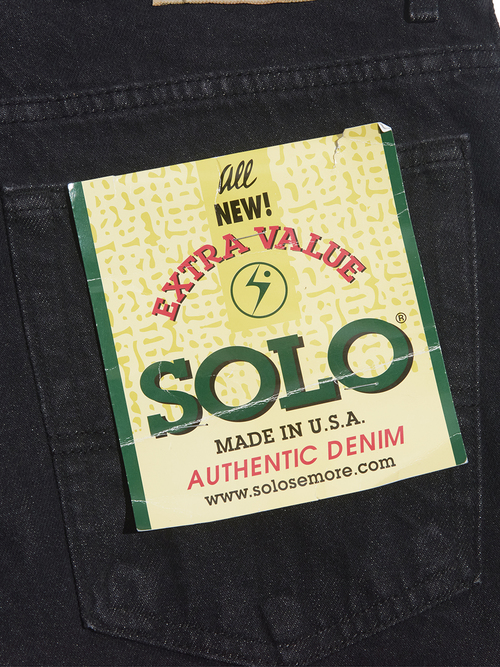 all
NEW!
EXTRA VALUE
SOLO®
MADE IN U.S.A.
AUTHENTIC DENIM
www.solosemore.com